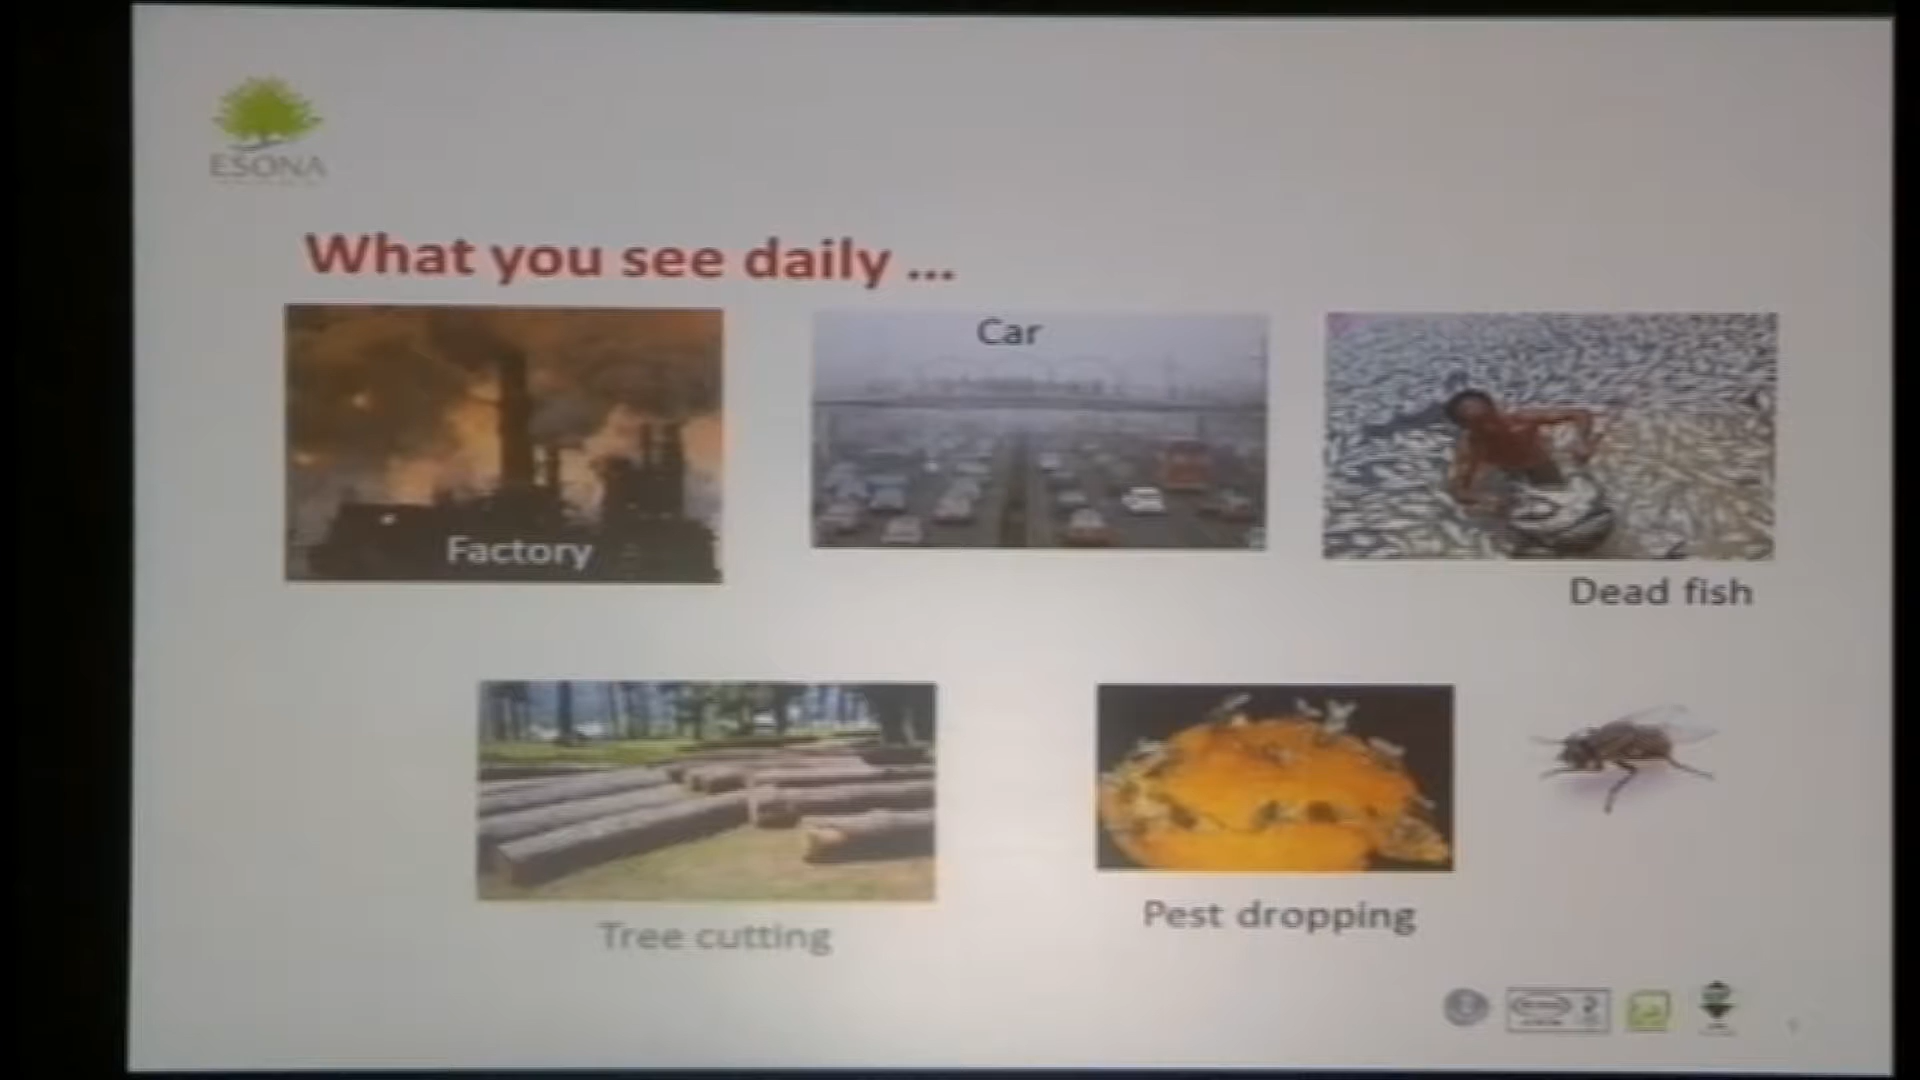 ESONA
What you see daily ...
Car
Factory
Dead fish
Tree cutting
Pest dropping